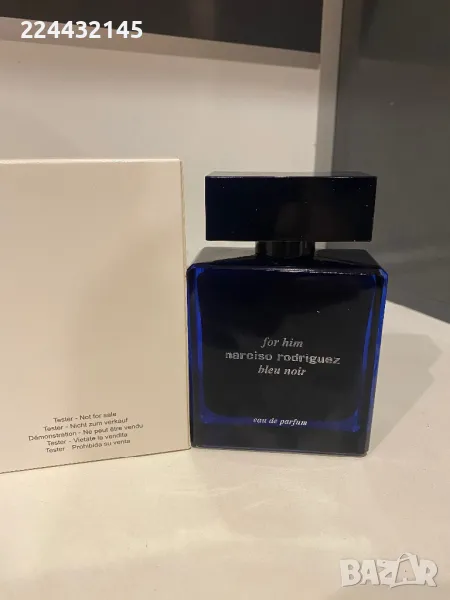 224432145
for him
narciso rodriguez
bleu noir
eau de parfum
Tester - Not for sale
Tester - Nicht zum verkauf
Démonstration - Ne peut être vendu
Tester - Vietate la vendita
Tester - Prohibida su venta
BAZAR